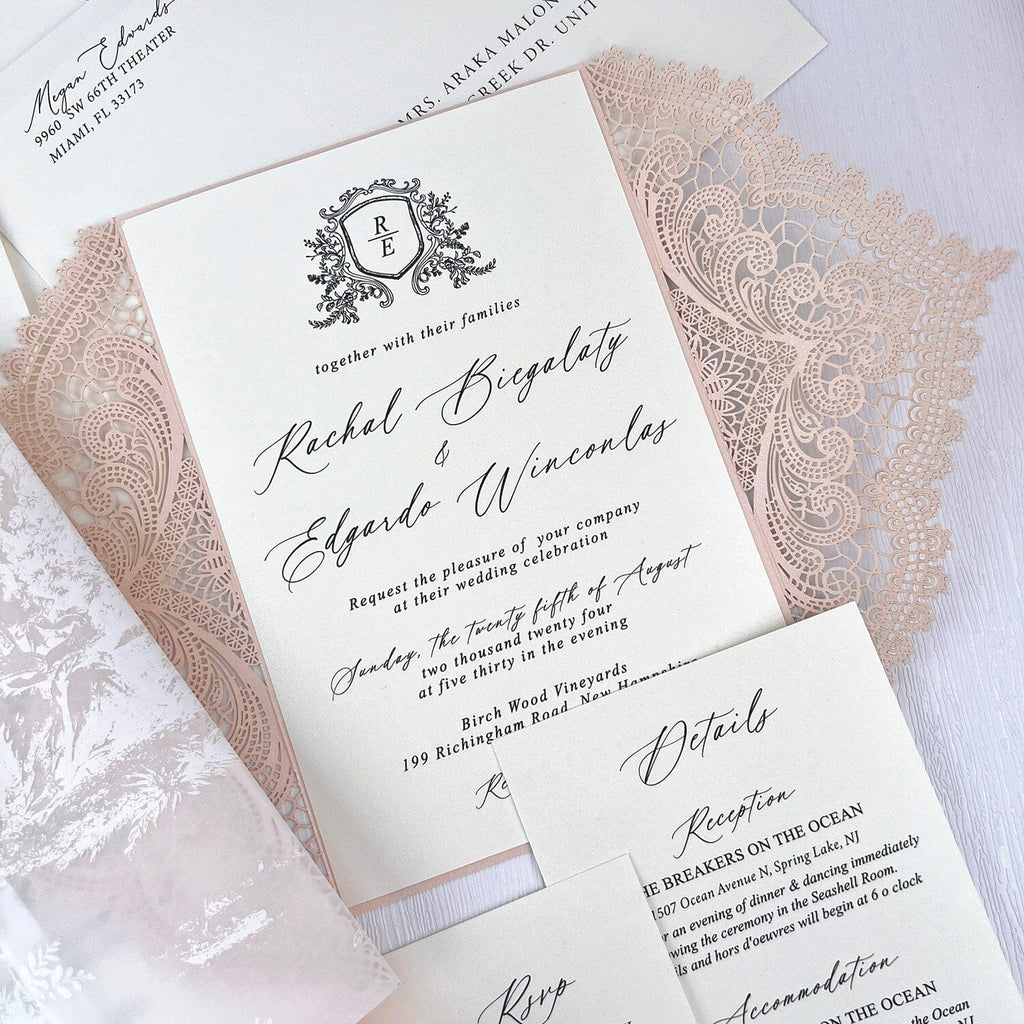 Megan Edwards
9960 SW 66TH THEATER
MIAMI, FL 33173
MRS. ARAKA MALON
CREEK DR. UNIT
R
E
together with their families
Rachal Biegalaty
&
Edgardo Winconlas
Request the pleasure of your company
at their wedding celebration
Sunday, the twenty fifth of August
two thousand twenty four
at five thirty in the evening
Birch Wood Vineyards
199 Richingham Road, New Hampshire
Details
Reception
HE BREAKERS ON THE OCEAN
1507 Ocean Avenue N, Spring Lake, NJ
or an evening of dinner & dancing immediately
owing the ceremony in the Seashell Room.
ils and hors d'oeuvres will begin at 6 o clock
Accommodation
ON THE OCEAN
Rsvp